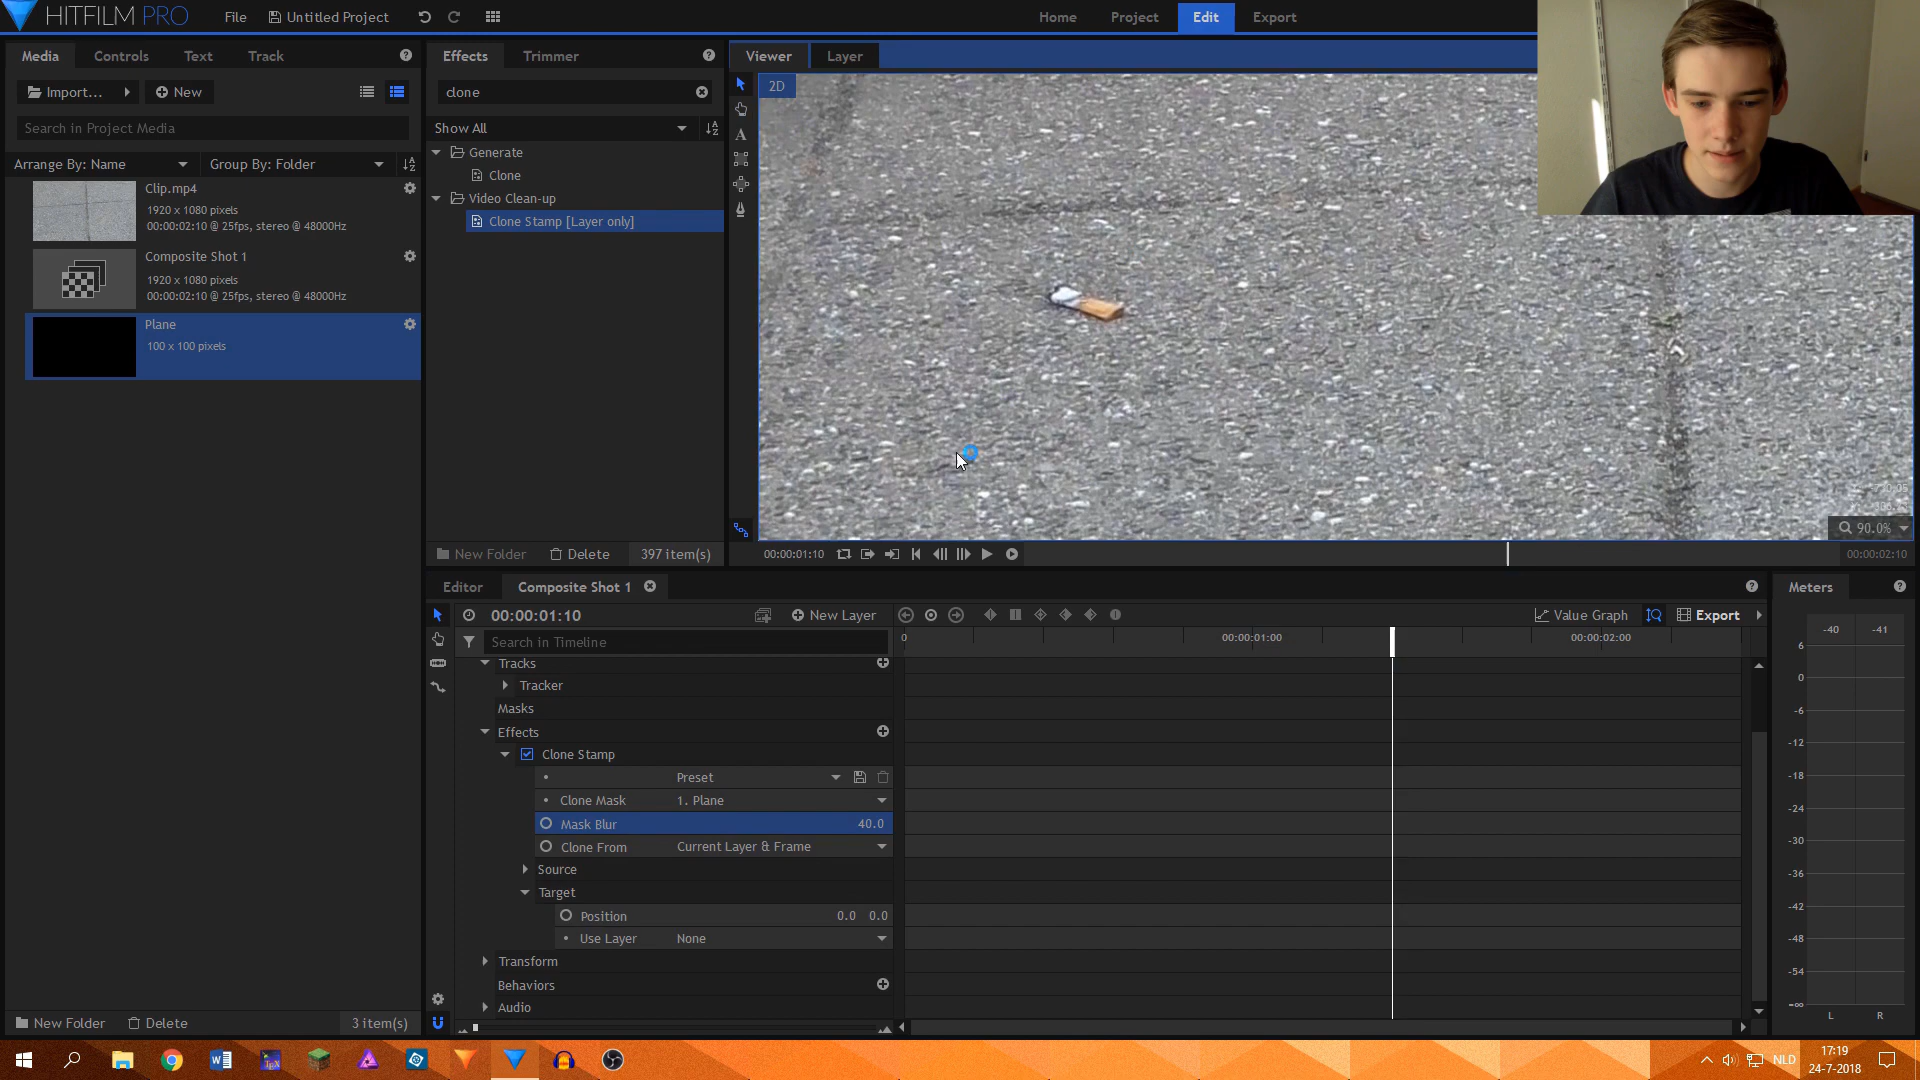 HITFILM PRO
File
Untitled Project
Home
Project
Edit
Export
Media
Controls
Text
Track
Effects
Trimmer
Viewer
Layer
Import...
New
clone
2D
Search in Project Media
Show All
Arrange By: Name
Group By: Folder
Generate
Clone
Video Clean-up
Clone Stamp [Layer only]
Clip.mp4
1920 x 1080 pixels
00:00:02:10 @ 25fps, stereo @ 48000Hz
Composite Shot 1
1920 x 1080 pixels
00:00:02:10 @ 25fps, stereo @ 48000Hz
Plane
100 x 100 pixels
90.0%
New Folder
Delete
397 item(s)
00:00:01:10
00:00:02:10
Editor
Composite Shot 1
Meters
00:00:01:10
New Layer
Value Graph
Export
-40
-41
Search in Timeline
0
00:00:01:00
00:00:02:00
Tracks
Tracker
Masks
Effects
Clone Stamp
Preset
Clone Mask
1. Plane
Mask Blur
40.0
Clone From
Current Layer & Frame
Source
Target
Position
0.0
0.0
Use Layer
None
Transform
Behaviors
Audio
6
0
-6
-12
-18
-24
-30
-36
-42
-48
-54
-∞
L
R
New Folder
Delete
3 item(s)
NLD
17:19
24-7-2018